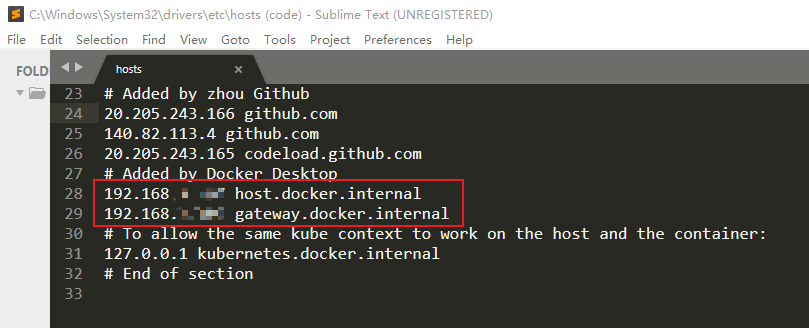 C:\Windows\System32\drivers\etc\hosts (code) - Sublime Text (UNREGISTERED)
File Edit Selection Find View Goto Tools Project Preferences Help
FOLD
hosts ×
23 # Added by zhou Github
24 20.205.243.166 github.com
25 140.82.113.4 github.com
26 20.205.243.165 codeload.github.com
27 # Added by Docker Desktop
28 192.168. host.docker.internal
29 192.168. gateway.docker.internal
30 # To allow the same kube context to work on the host and the container:
31 127.0.0.1 kubernetes.docker.internal
32 # End of section
33